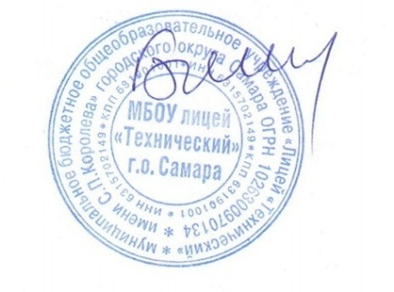 муниципальное бюджетное общеобразовательное учреждение «Лицей «Технический» имени С.П.Королева» городского округа Самара ОГРН 1026300970134 *
* ИНН 6315702149 * КПП 631901001 *
МБОУ лицей
«Технический»
г.о. Самара